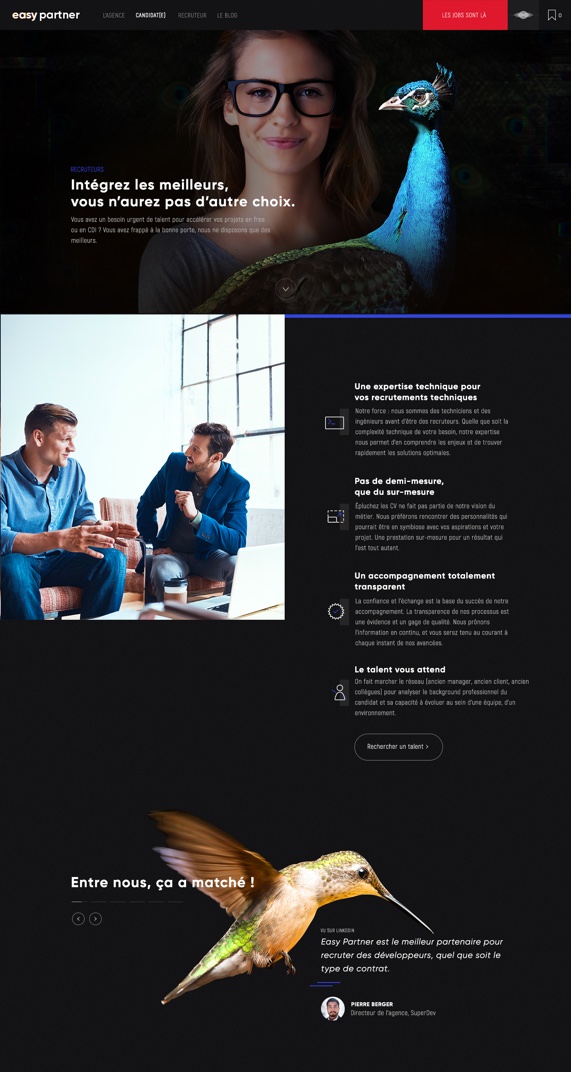 easy partner
L'AGENCE
CANDIDAT(E)
RECRUTEUR
LE BLOG
LES JOBS SONT LÀ
0
RECRUTEURS
Intégrez les meilleurs,
vous n'aurez pas d'autre choix.
Vous avez un besoin urgent de talent pour accélérer vos projets en free
ou en CDI ? Vous avez frappé à la bonne porte, nous ne disposons que des
meilleurs.
Une expertise technique pour
vos recrutements techniques
Notre force : nous sommes des techniciens et des
ingénieurs avant d'être des recruteurs. Quelle que soit la
complexité technique de votre besoin, notre expertise
nous permet d'en comprendre les enjeux et de trouver
rapidement les solutions optimales.
Pas de demi-mesure,
que du sur-mesure
Épluchez les CV ne fait pas partie de notre vision du
métier. Nous préférons rencontrer des personnalités qui
pourrait être en symbiose avec vos aspirations et votre
projet. Une prestation sur-mesure pour un résultat qui
l'est tout autant.
Un accompagnement totalement
transparent
La confiance et l'échange est la base du succès de notre
accompagnement. La transparence de nos processus est
une évidence et un gage de qualité. Nous prônons
l'information en continu, et vous serez tenu au courant à
chaque instant de nos avancées.
Le talent vous attend
On fait marcher le réseau (ancien manager, ancien client, ancien
collègues) pour analyser le background professionnel du
candidat et sa capacité à évoluer au sein d'une équipe, d'un
environnement.
Rechercher un talent >
Entre nous, ça a matché !
VU SUR LINKEDIN
Easy Partner est le meilleur partenaire pour
recruter des développeurs, quel que soit le
type de contrat.
PIERRE BERGER
Directeur de l'agence, SuperDev